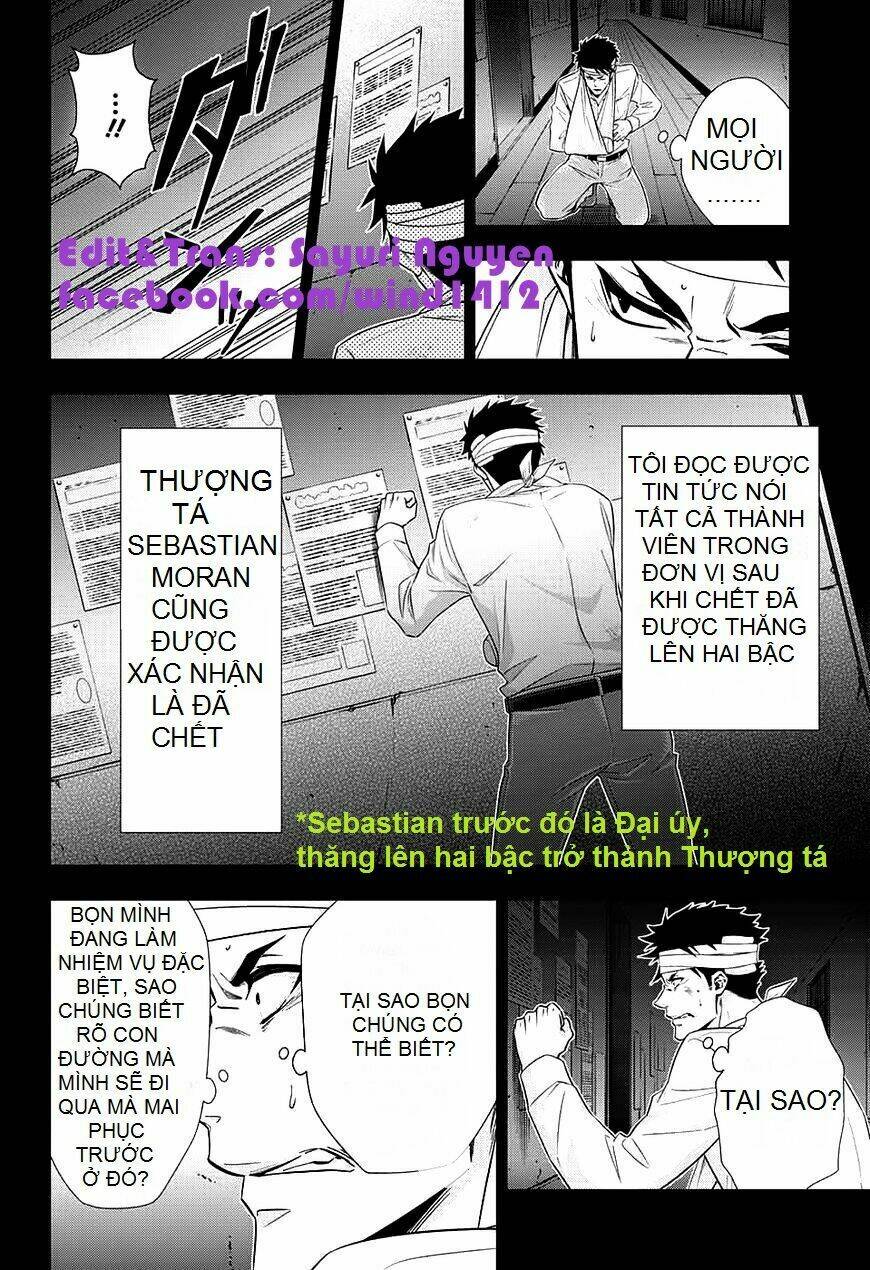 MỌI
NGƯỜI
.......
...!!
ダダッ
Edit&Trans: Sayuri Nguyen
facebook.com/wind1412
TÔI ĐỌC ĐƯỢC
TIN TỨC NÓI
TẤT CẢ THÀNH
VIÊN TRONG
ĐƠN VỊ SAU
KHI CHẾT ĐÃ
ĐƯỢC THĂNG
LÊN HAI BẬC
THƯỢNG
TÁ
SEBASTIAN
MORAN
CŨNG
ĐƯỢC
XÁC NHẬN
LÀ ĐÃ
CHẾT
*Sebastian trước đó là Đại úy,
thăng lên hai bậc trở thành Thượng tá
TẠI SAO?
TẠI SAO BỌN
CHÚNG CÓ
THỂ BIẾT?
BỌN MÌNH
ĐANG LÀM
NHIỆM VỤ ĐẶC
BIỆT, SAO
CHÚNG BIẾT
RÕ CON
ĐƯỜNG MÀ
MÌNH SẼ ĐI
QUA MÀ MAI
PHỤC
TRƯỚC
Ở ĐÓ?